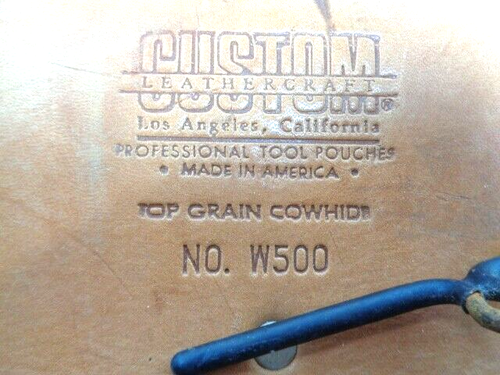 CUSTOM
LEATHERCRAFT®
Los Angeles, California
PROFESSIONAL TOOL POUCHES
• MADE IN AMERICA •
TOP GRAIN COWHIDE
NO. W500